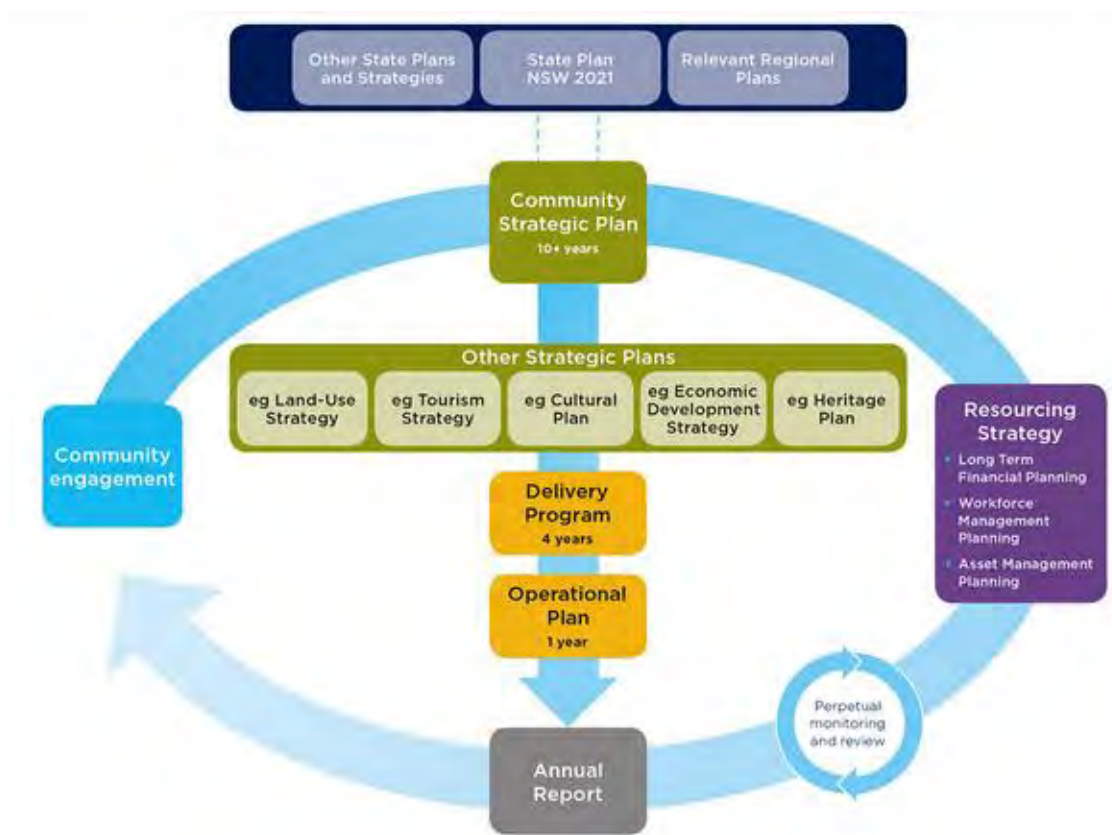 Other State Plans
and Strategies
State Plan
NSW 2021
Relevant Regional
Plans
Community
Strategic Plan
10+ years
Other Strategic Plans
eg Land-Use
Strategy
eg Tourism
Strategy
eg Cultural
Plan
eg Economic
Development
Strategy
eg Heritage
Plan
Community
engagement
Resourcing
Strategy
• Long Term
Financial Planning
• Workforce
Management
Planning
• Asset Management
Planning
Delivery
Program
4 years
Operational
Plan
1 year
Perpetual
monitoring
and review
Annual
Report